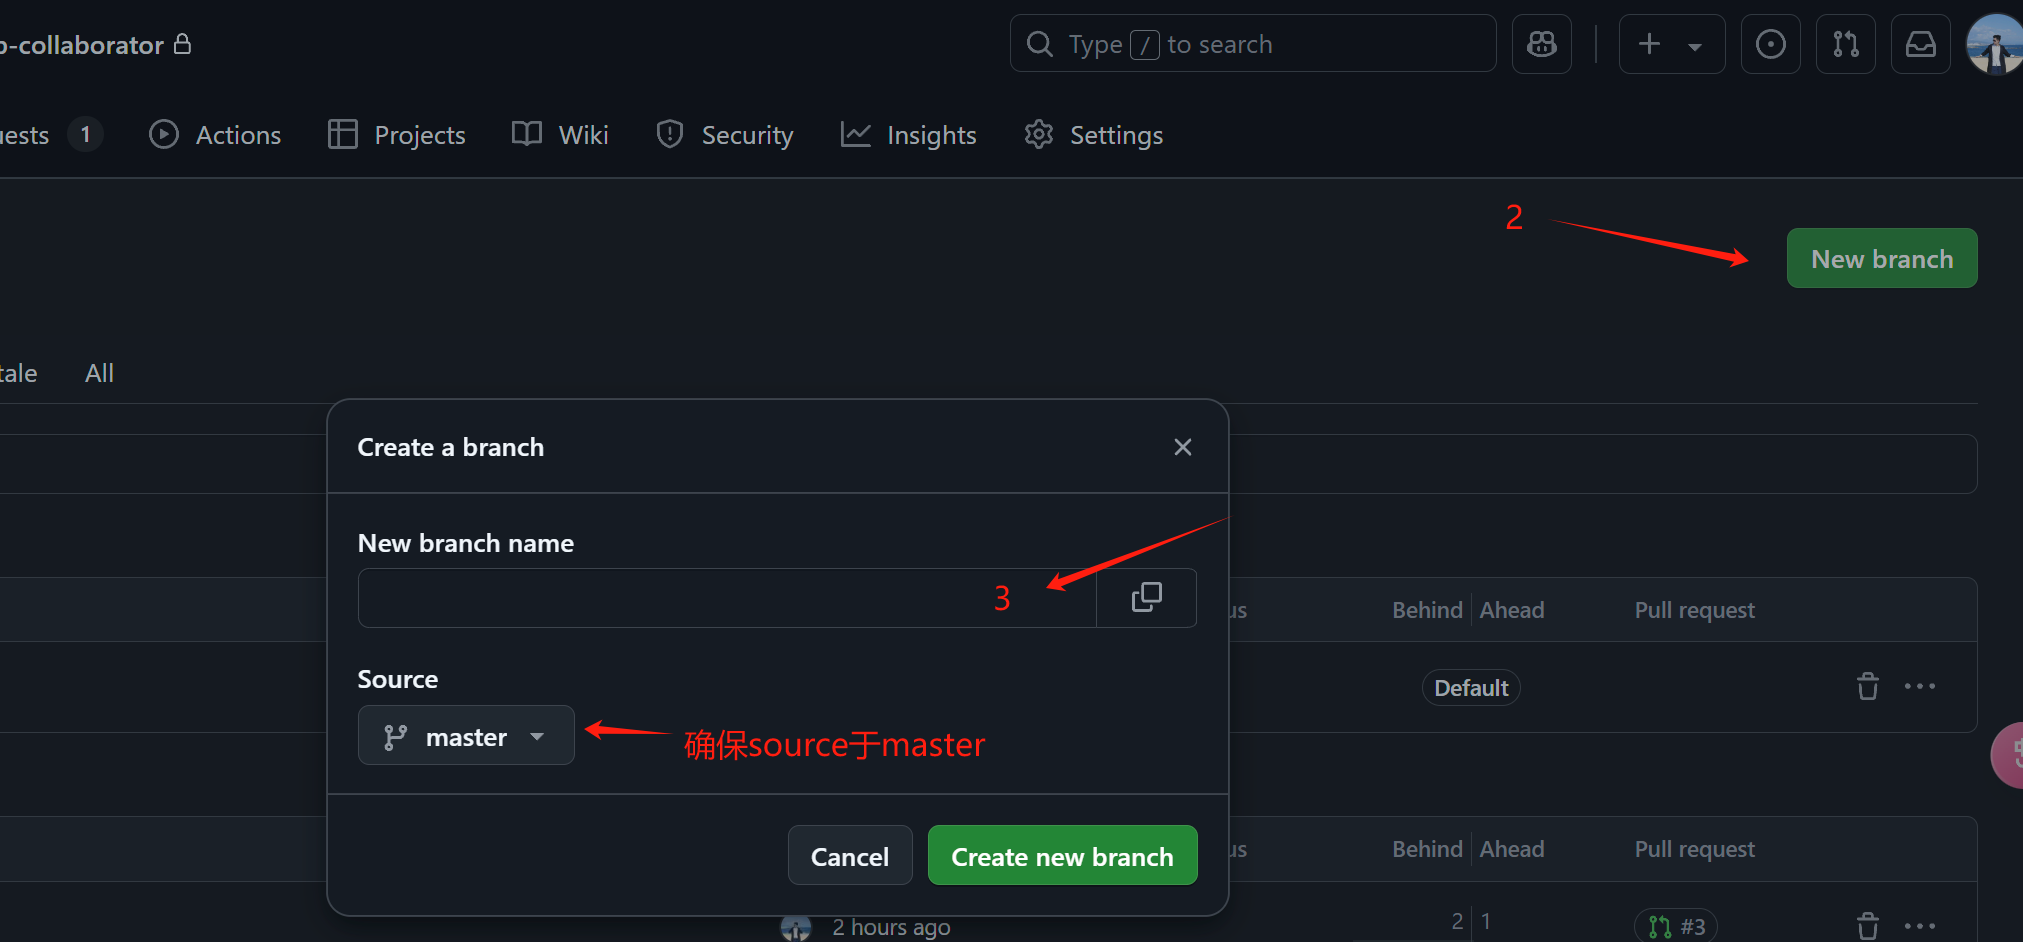 p-collaborator
Type / to search
uests 1 Actions Projects Wiki Security Insights Settings
2
New branch
tale All
Create a branch
New branch name
3
us Behind Ahead Pull request
Source
Default
master
确保source于master
Cancel Create new branch
us Behind Ahead Pull request
2 hours ago 2 1 #3